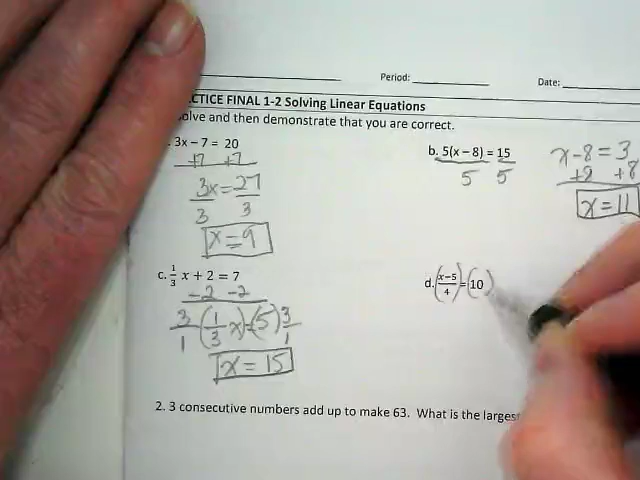 Period: Date:
CTICE FINAL 1-2 Solving Linear Equations
olve and then demonstrate that you are correct.
. 3x – 7 = 20
+7 +7
3x = 27
3 3
x = 9
b. 5(x – 8) = 15
5 5
x - 8 = 3
+8 +8
x = 11
c. 1/3 x + 2 = 7
-2 -2
3/1 (1/3 x) = (5) 3/1
x = 15
d. (x–5/4) = (10)
2. 3 consecutive numbers add up to make 63. What is the largest